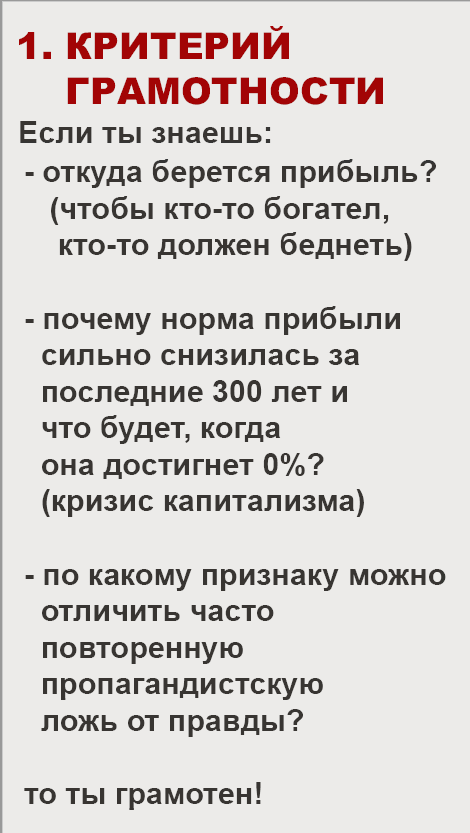 1. КРИТЕРИЙ
ГРАМОТНОСТИ
Если ты знаешь:
- откуда берется прибыль?
(чтобы кто-то богател,
кто-то должен беднеть)
- почему норма прибыли
сильно снизилась за
последние 300 лет и
что будет, когда
она достигнет 0%?
(кризис капитализма)
- по какому признаку можно
отличить часто
повторенную
пропагандистскую
ложь от правды?
то ты грамотен!